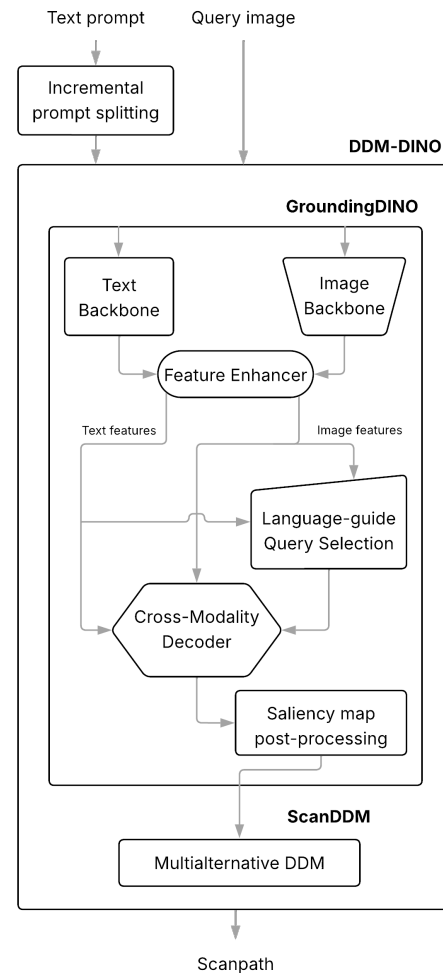 Text prompt
Query image
Incremental
prompt splitting
DDM-DINO
GroundingDINO
Text
Backbone
Image
Backbone
Feature Enhancer
Text features
Image features
Language-guide
Query Selection
Cross-Modality
Decoder
Saliency map
post-processing
ScanDDM
Multialternative DDM
Scanpath